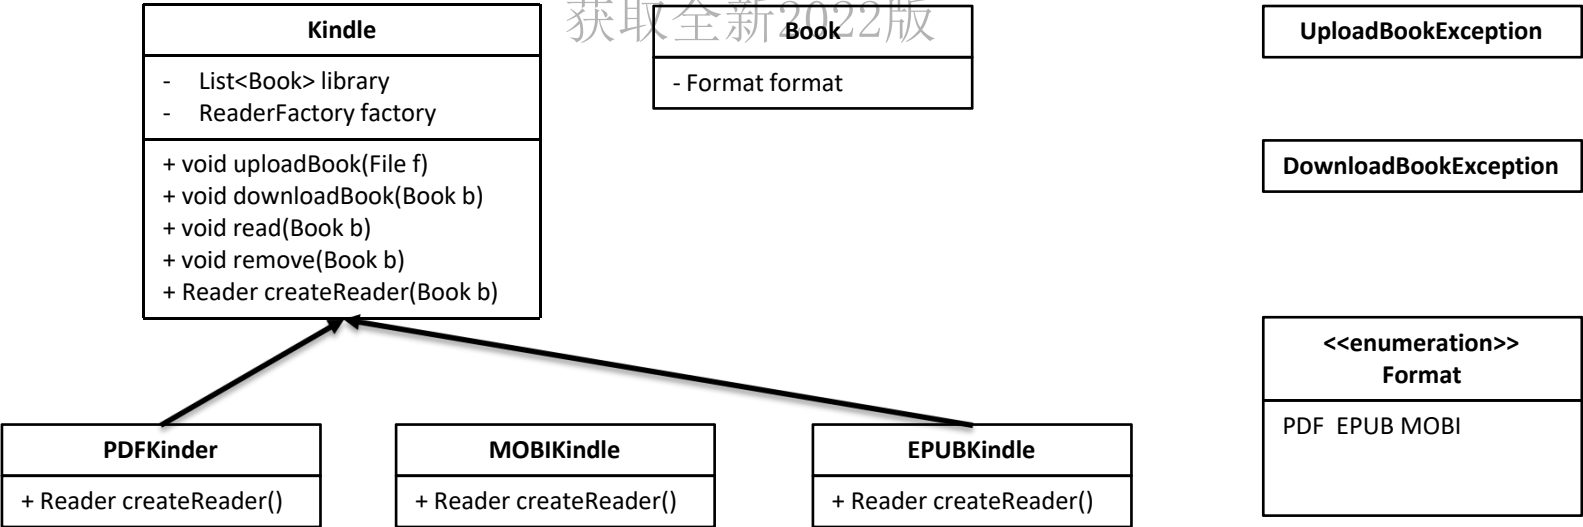 获取全新2022版
Kindle
- List<Book> library
- ReaderFactory factory
+ void uploadBook(File f)
+ void downloadBook(Book b)
+ void read(Book b)
+ void remove(Book b)
+ Reader createReader(Book b)
Book
- Format format
UploadBookException
DownloadBookException
<<enumeration>>
Format
PDF EPUB MOBI
PDFKinder
+ Reader createReader()
MOBIKindle
+ Reader createReader()
EPUBKindle
+ Reader createReader()